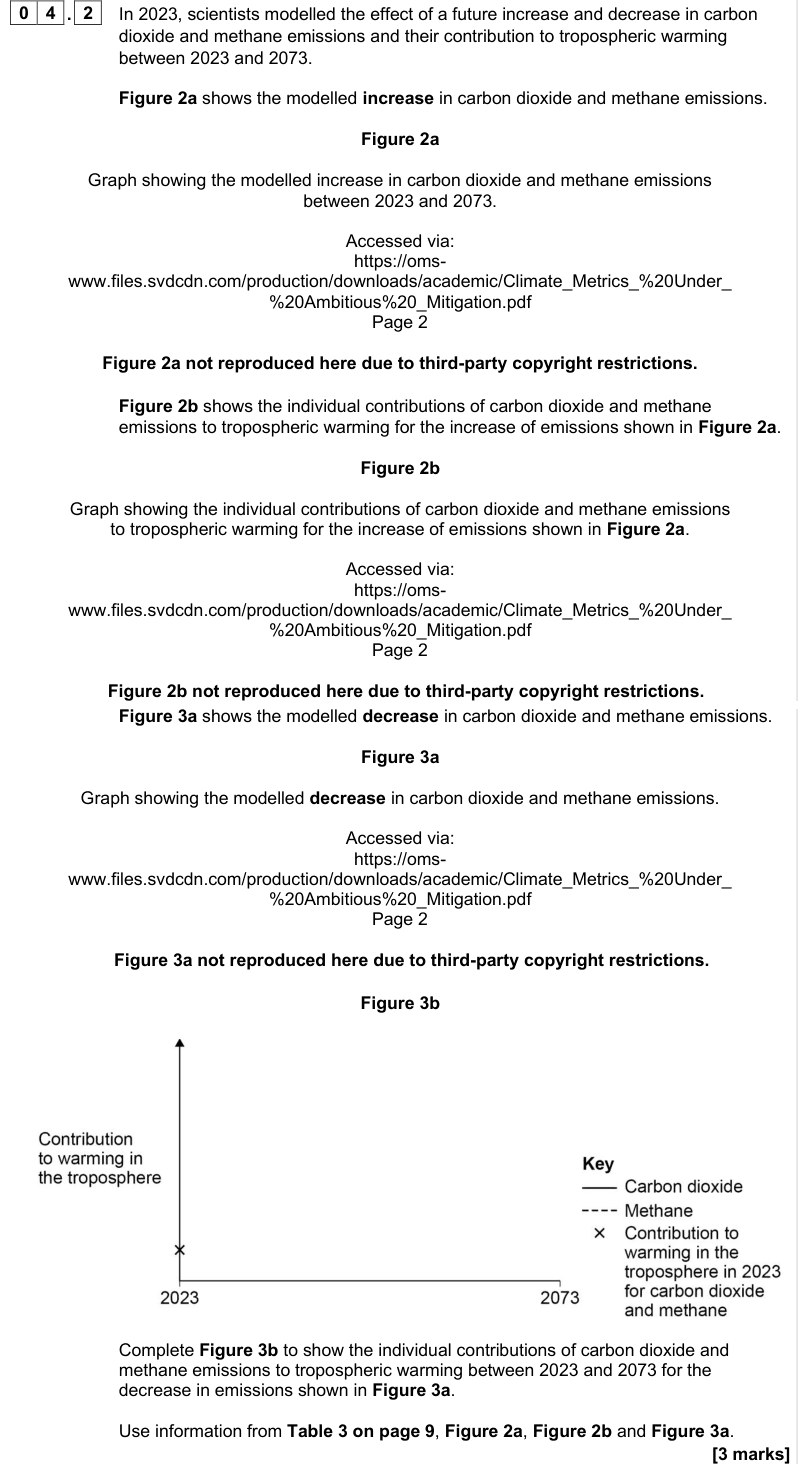 0 4 . 2 In 2023, scientists modelled the effect of a future increase and decrease in carbon
dioxide and methane emissions and their contribution to tropospheric warming
between 2023 and 2073.
Figure 2a shows the modelled increase in carbon dioxide and methane emissions.
Figure 2a
Graph showing the modelled increase in carbon dioxide and methane emissions
between 2023 and 2073.
Accessed via:
https://oms-
www.files.svdcdn.com/production/downloads/academic/Climate_Metrics_%20Under_
%20Ambitious%20_Mitigation.pdf
Page 2
Figure 2a not reproduced here due to third-party copyright restrictions.
Figure 2b shows the individual contributions of carbon dioxide and methane
emissions to tropospheric warming for the increase of emissions shown in Figure 2a.
Figure 2b
Graph showing the individual contributions of carbon dioxide and methane emissions
to tropospheric warming for the increase of emissions shown in Figure 2a.
Accessed via:
https://oms-
www.files.svdcdn.com/production/downloads/academic/Climate_Metrics_%20Under_
%20Ambitious%20_Mitigation.pdf
Page 2
Figure 2b not reproduced here due to third-party copyright restrictions.
Figure 3a shows the modelled decrease in carbon dioxide and methane emissions.
Figure 3a
Graph showing the modelled decrease in carbon dioxide and methane emissions.
Accessed via:
https://oms-
www.files.svdcdn.com/production/downloads/academic/Climate_Metrics_%20Under_
%20Ambitious%20_Mitigation.pdf
Page 2
Figure 3a not reproduced here due to third-party copyright restrictions.
Figure 3b
Contribution
to warming in
the troposphere
2023
2073
Key
Carbon dioxide
Methane
× Contribution to
warming in the
troposphere in 2023
for carbon dioxide
and methane
Complete Figure 3b to show the individual contributions of carbon dioxide and
methane emissions to tropospheric warming between 2023 and 2073 for the
decrease in emissions shown in Figure 3a.
Use information from Table 3 on page 9, Figure 2a, Figure 2b and Figure 3a.
[3 marks]